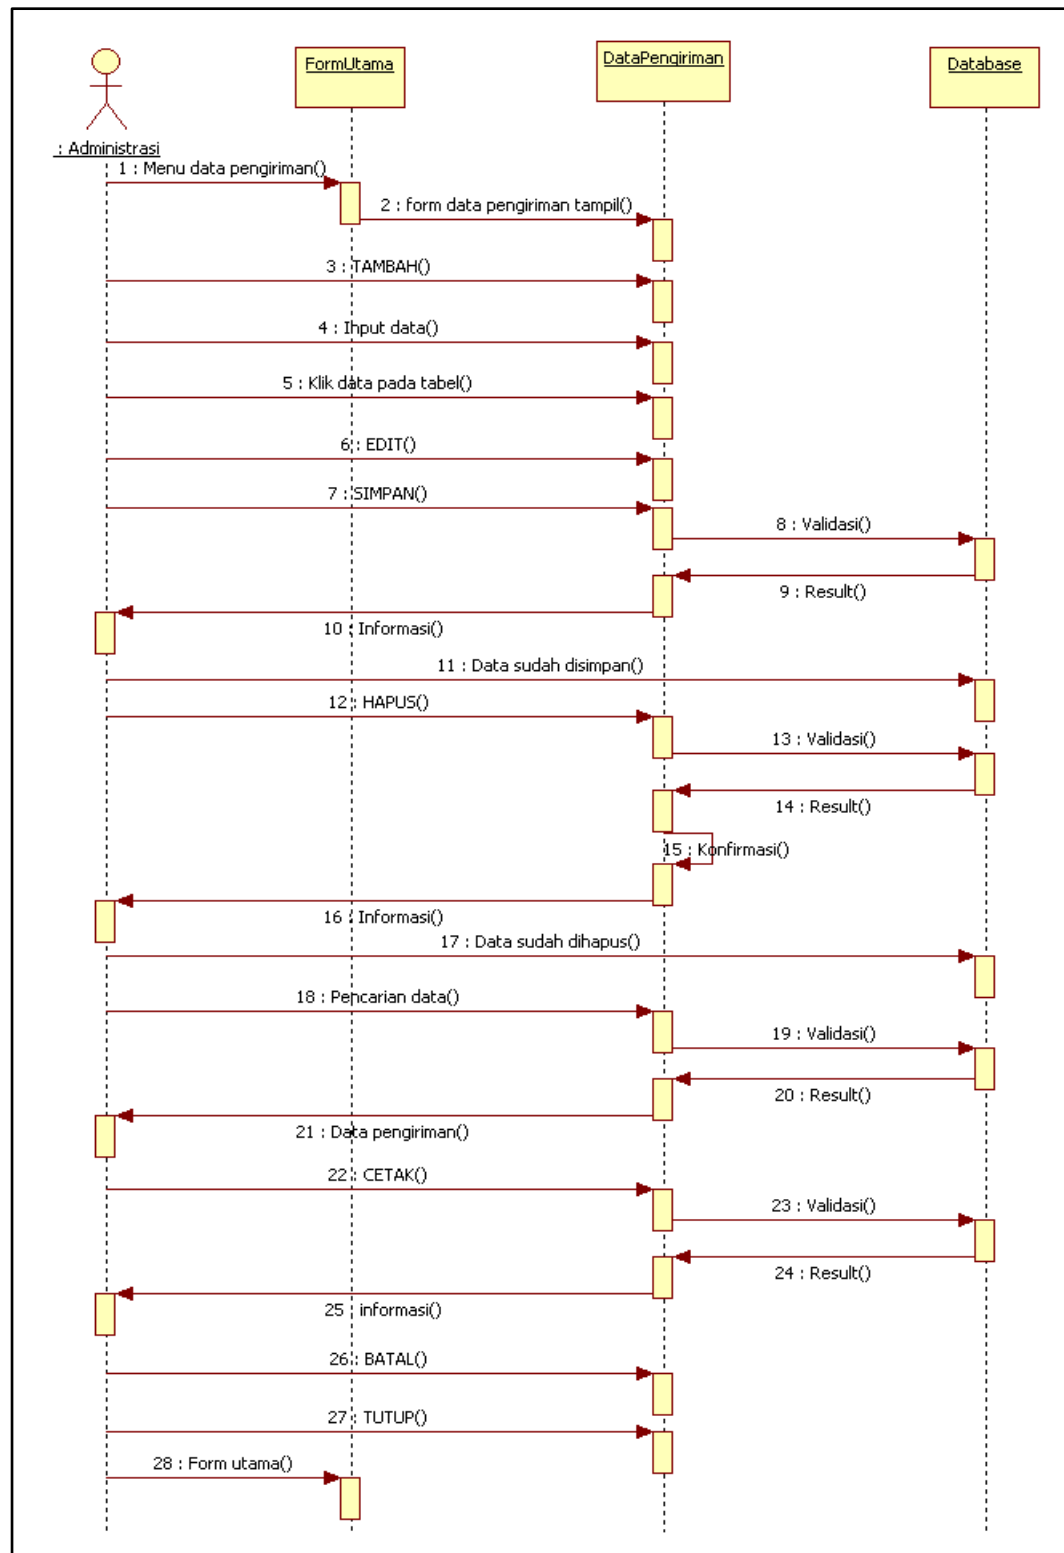 FormUtama
DataPengiriman
Database
: Administrasi
1 : Menu data pengiriman()
2 : form data pengiriman tampil()
3 : TAMBAH()
4 : Input data()
5 : Klik data pada tabel()
6 : EDIT()
7 : SIMPAN()
8 : Validasi()
9 : Result()
10 : Informasi()
11 : Data sudah disimpan()
12 : HAPUS()
13 : Validasi()
14 : Result()
15 : Konfirmasi()
16 : Informasi()
17 : Data sudah dihapus()
18 : Pencarian data()
19 : Validasi()
20 : Result()
21 : Data pengiriman()
22 : CETAK()
23 : Validasi()
24 : Result()
25 : informasi()
26 : BATAL()
27 : TUTUP()
28 : Form utama()